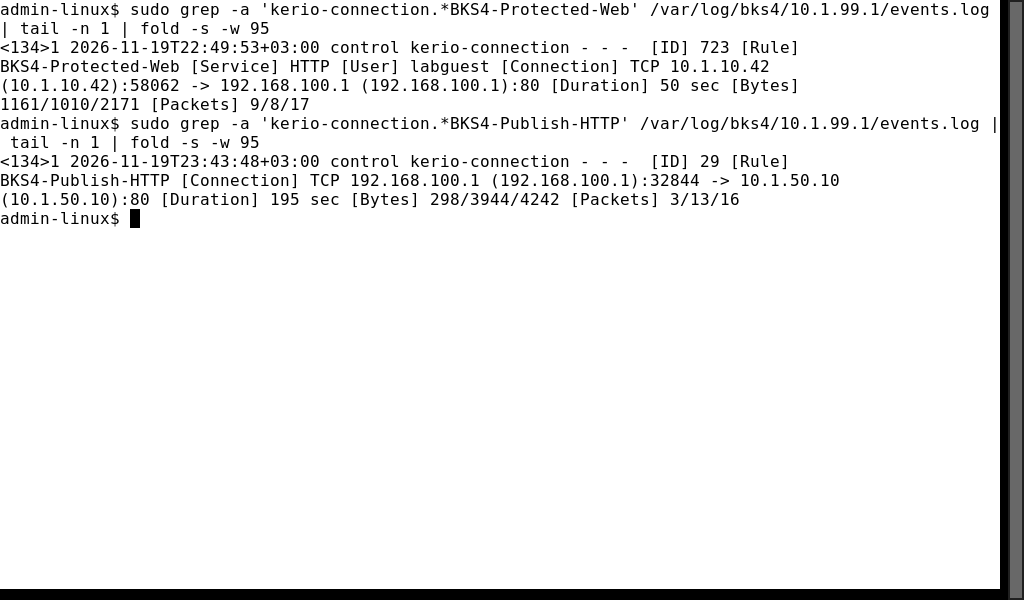 admin-linux$ sudo grep -a 'kerio-connection.*BKS4-Protected-Web' /var/log/bks4/10.1.99.1/events.log
| tail -n 1 | fold -s -w 95
<134>1 2026-11-19T22:49:53+03:00 control kerio-connection - - -  [ID] 723 [Rule]
BKS4-Protected-Web [Service] HTTP [User] labguest [Connection] TCP 10.1.10.42
(10.1.10.42):58062 -> 192.168.100.1 (192.168.100.1):80 [Duration] 50 sec [Bytes]
1161/1010/2171 [Packets] 9/8/17
admin-linux$ sudo grep -a 'kerio-connection.*BKS4-Publish-HTTP' /var/log/bks4/10.1.99.1/events.log |
 tail -n 1 | fold -s -w 95
<134>1 2026-11-19T23:43:48+03:00 control kerio-connection - - -  [ID] 29 [Rule]
BKS4-Publish-HTTP [Connection] TCP 192.168.100.1 (192.168.100.1):32844 -> 10.1.50.10
(10.1.50.10):80 [Duration] 195 sec [Bytes] 298/3944/4242 [Packets] 3/13/16
admin-linux$